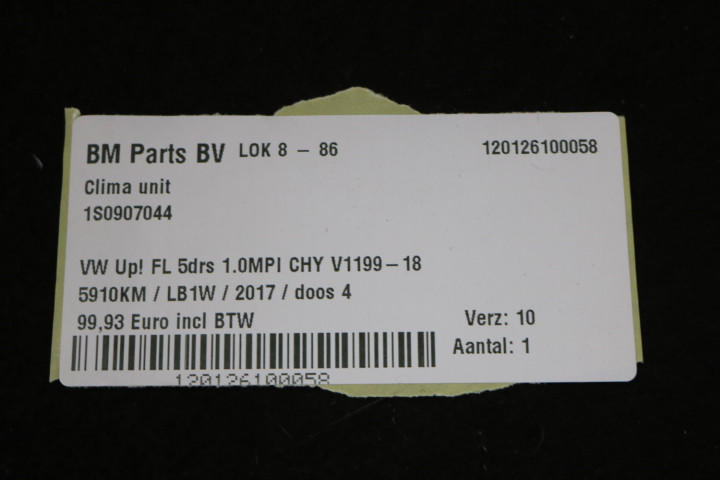 BM Parts BV LOK 8 - 86 120126100058
Clima unit
1S0907044
VW Up! FL 5drs 1.0MPI CHY V1199-18
5910KM / LB1W / 2017 / doos 4
99,93 Euro incl BTW Verz: 10
Aantal: 1
120126100058